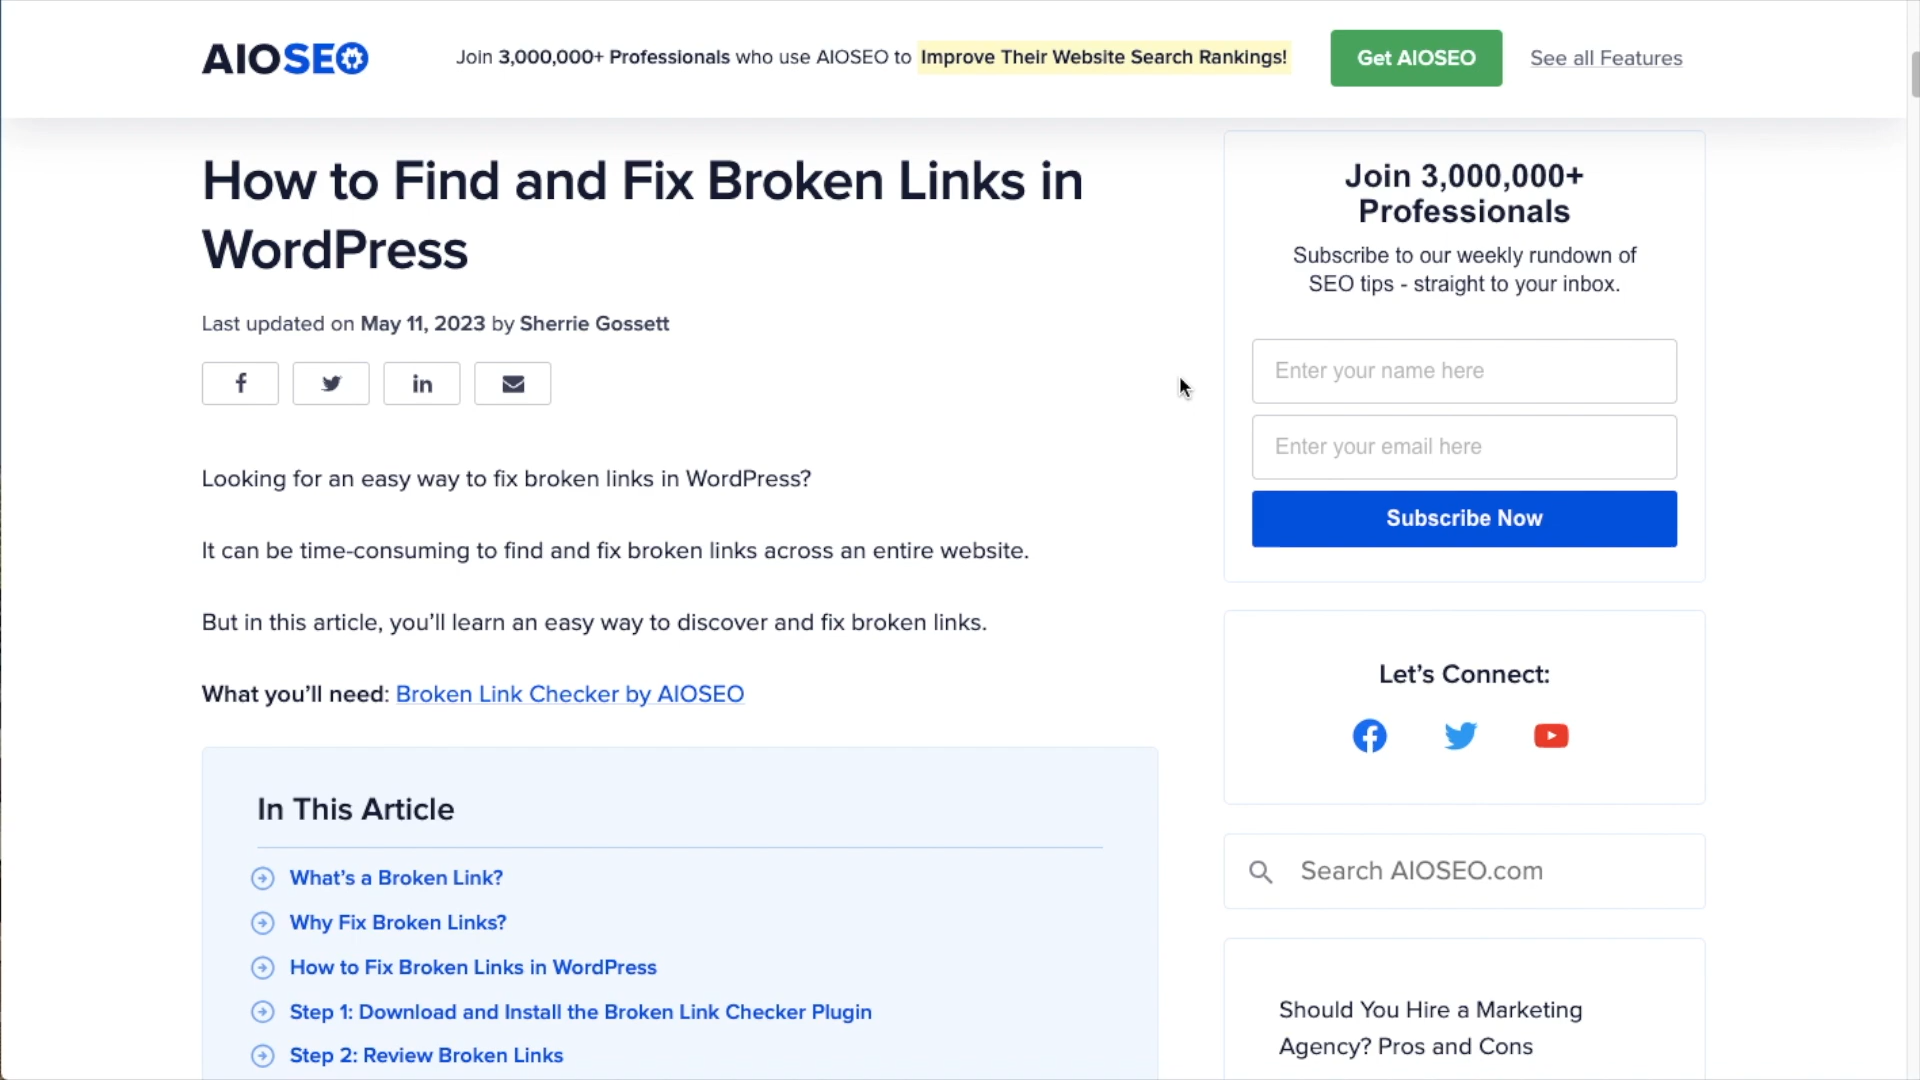 AIOSEO
Join 3,000,000+ Professionals who use AIOSEO to Improve Their Website Search Rankings!
Get AIOSEO
See all Features
How to Find and Fix Broken Links in
WordPress
Last updated on May 11, 2023 by Sherrie Gossett
Looking for an easy way to fix broken links in WordPress?
It can be time-consuming to find and fix broken links across an entire website.
But in this article, you’ll learn an easy way to discover and fix broken links.
What you’ll need: Broken Link Checker by AIOSEO
In This Article
What’s a Broken Link?
Why Fix Broken Links?
How to Fix Broken Links in WordPress
Step 1: Download and Install the Broken Link Checker Plugin
Step 2: Review Broken Links
Join 3,000,000+
Professionals
Subscribe to our weekly rundown of
SEO tips - straight to your inbox.
Enter your name here
Enter your email here
Subscribe Now
Let’s Connect:
Search AIOSEO.com
Should You Hire a Marketing
Agency? Pros and Cons